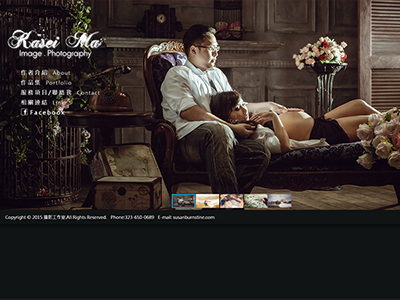 Kasei Ma
Image . Photography
作者介紹 About
作品集 Portfolio
服務項目/聯絡我 Contact
相關連結 Link
Facebook
Copyright © 2015 攝影工作室.All Rights Reserved. Phone:323-650-0689 E-mail: susanburnstine.com